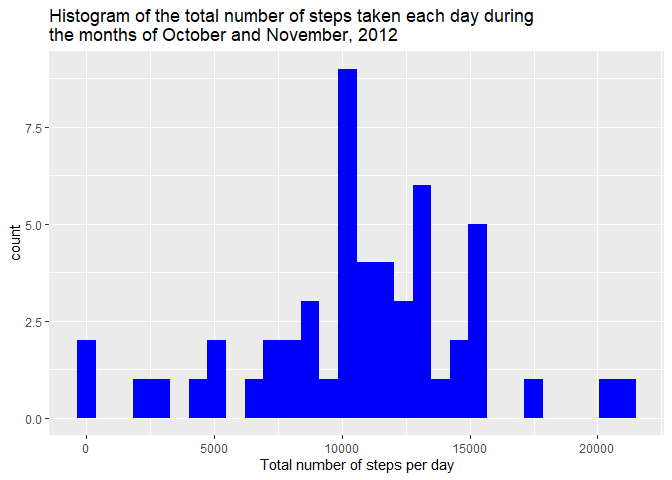 Histogram of the total number of steps taken each day during
the months of October and November, 2012
7.5
5.0
2.5
0.0
count
0 5000 10000 15000 20000
Total number of steps per day